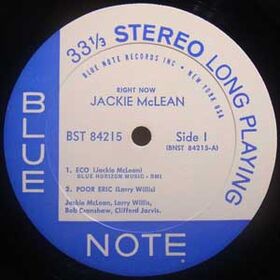 33⅓ STEREO LONG PLAYING
BLUE NOTE RECORDS INC • NEW YORK USA
RIGHT NOW
JACKIE McLEAN
BST 84215 Side 1
(BNST 84215-A)
1. ECO (Jackie McLean)
BLUE HORIZON MUSIC - BMI
2. POOR ERIC (Larry Willis)
Jackie McLean, Larry Willis,
Bob Cranshaw, Clifford Jarvis.
BLUE
NOTE